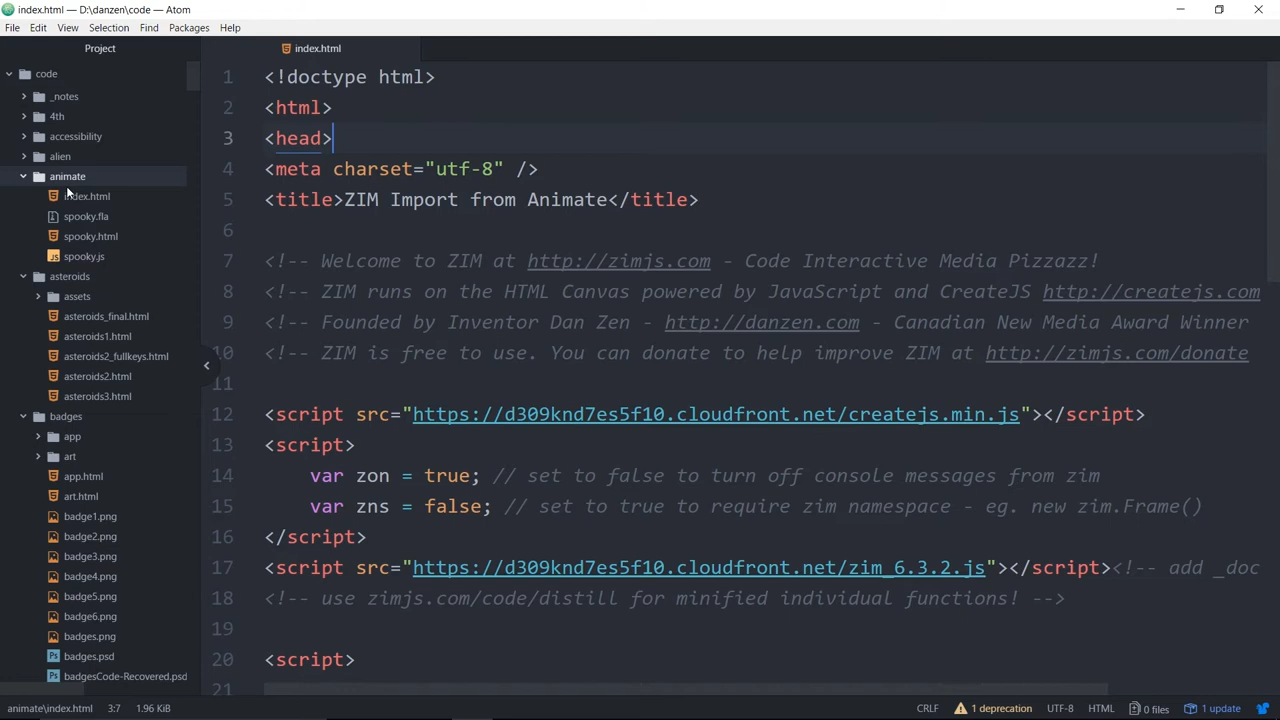 index.html — D:\danzen\code — Atom
File Edit View Selection Find Packages Help
Project
code
_notes
4th
accessibility
alien
animate
index.html
spooky.fla
spooky.html
spooky.js
asteroids
assets
asteroids_final.html
asteroids1.html
asteroids2_fullkeys.html
asteroids2.html
asteroids3.html
badges
app
art
app.html
art.html
badge1.png
badge2.png
badge3.png
badge4.png
badge5.png
badge6.png
badges.png
badges.psd
badgesCode-Recovered.psd
index.html
1 <!doctype html>
2 <html>
3 <head>
4 <meta charset="utf-8" />
5 <title>ZIM Import from Animate</title>
6
7 <!-- Welcome to ZIM at http://zimjs.com - Code Interactive Media Pizzazz!
8 <!-- ZIM runs on the HTML Canvas powered by JavaScript and CreateJS http://createjs.com
9 <!-- Founded by Inventor Dan Zen - http://danzen.com - Canadian New Media Award Winner
10 <!-- ZIM is free to use. You can donate to help improve ZIM at http://zimjs.com/donate
11
12 <script src="https://d309knd7es5f10.cloudfront.net/createjs.min.js"></script>
13 <script>
14 var zon = true; // set to false to turn off console messages from zim
15 var zns = false; // set to true to require zim namespace - eg. new zim.Frame()
16 </script>
17 <script src="https://d309knd7es5f10.cloudfront.net/zim_6.3.2.js"></script><!-- add _doc
18 <!-- use zimjs.com/code/distill for minified individual functions! -->
19
20 <script>
21
animate\index.html 3:7 1.96 KiB CRLF 1 deprecation UTF-8 HTML 0 files 1 update